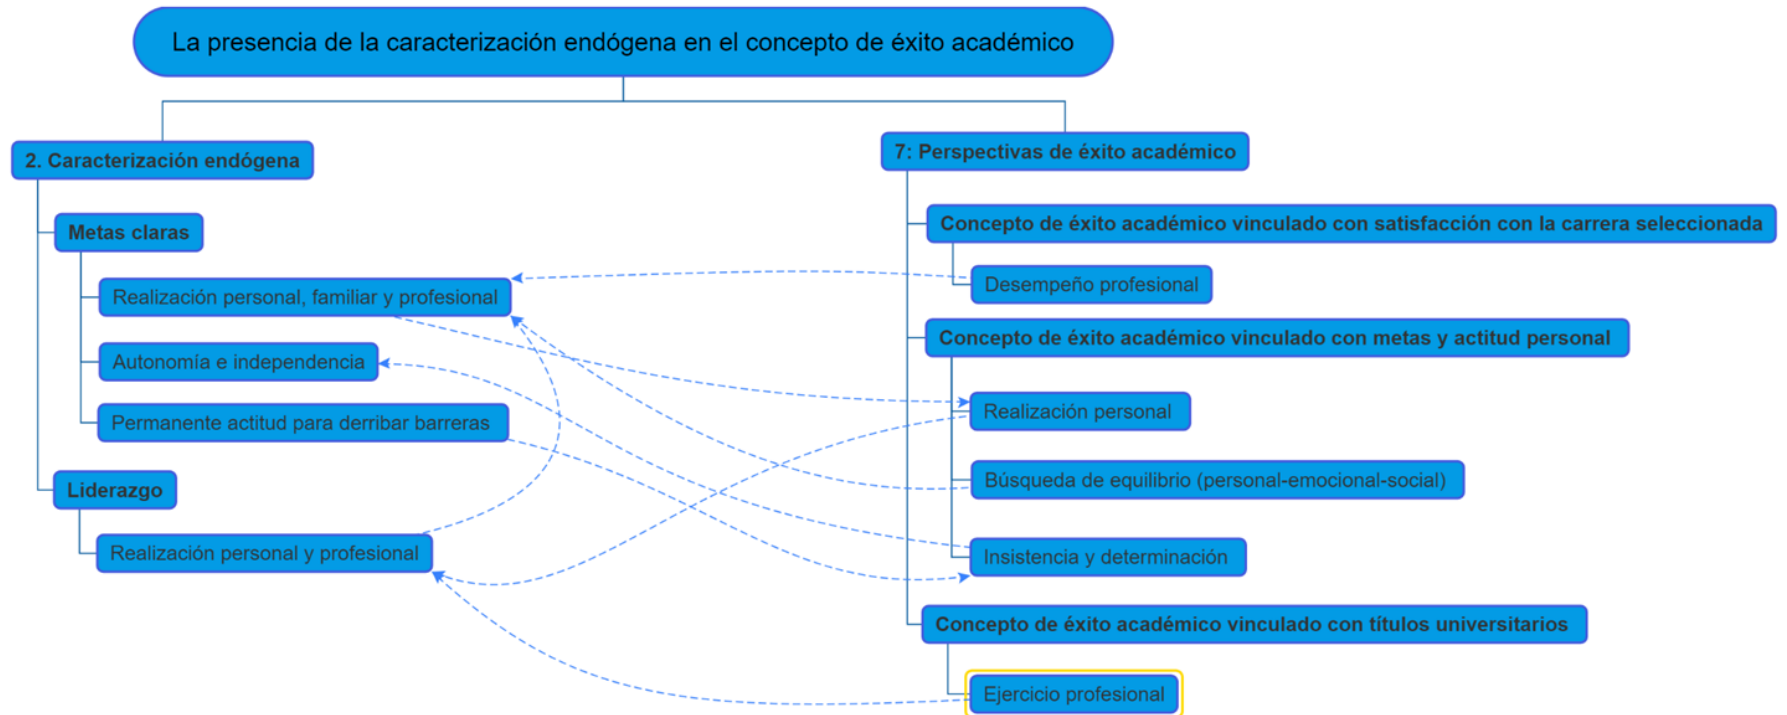 La presencia de la caracterización endógena en el concepto de éxito académico
2. Caracterización endógena
Metas claras
Realización personal, familiar y profesional
Autonomía e independencia
Permanente actitud para derribar barreras
Liderazgo
Realización personal y profesional
7: Perspectivas de éxito académico
Concepto de éxito académico vinculado con satisfacción con la carrera seleccionada
Desempeño profesional
Concepto de éxito académico vinculado con metas y actitud personal
Realización personal
Búsqueda de equilibrio (personal-emocional-social)
Insistencia y determinación
Concepto de éxito académico vinculado con títulos universitarios
Ejercicio profesional